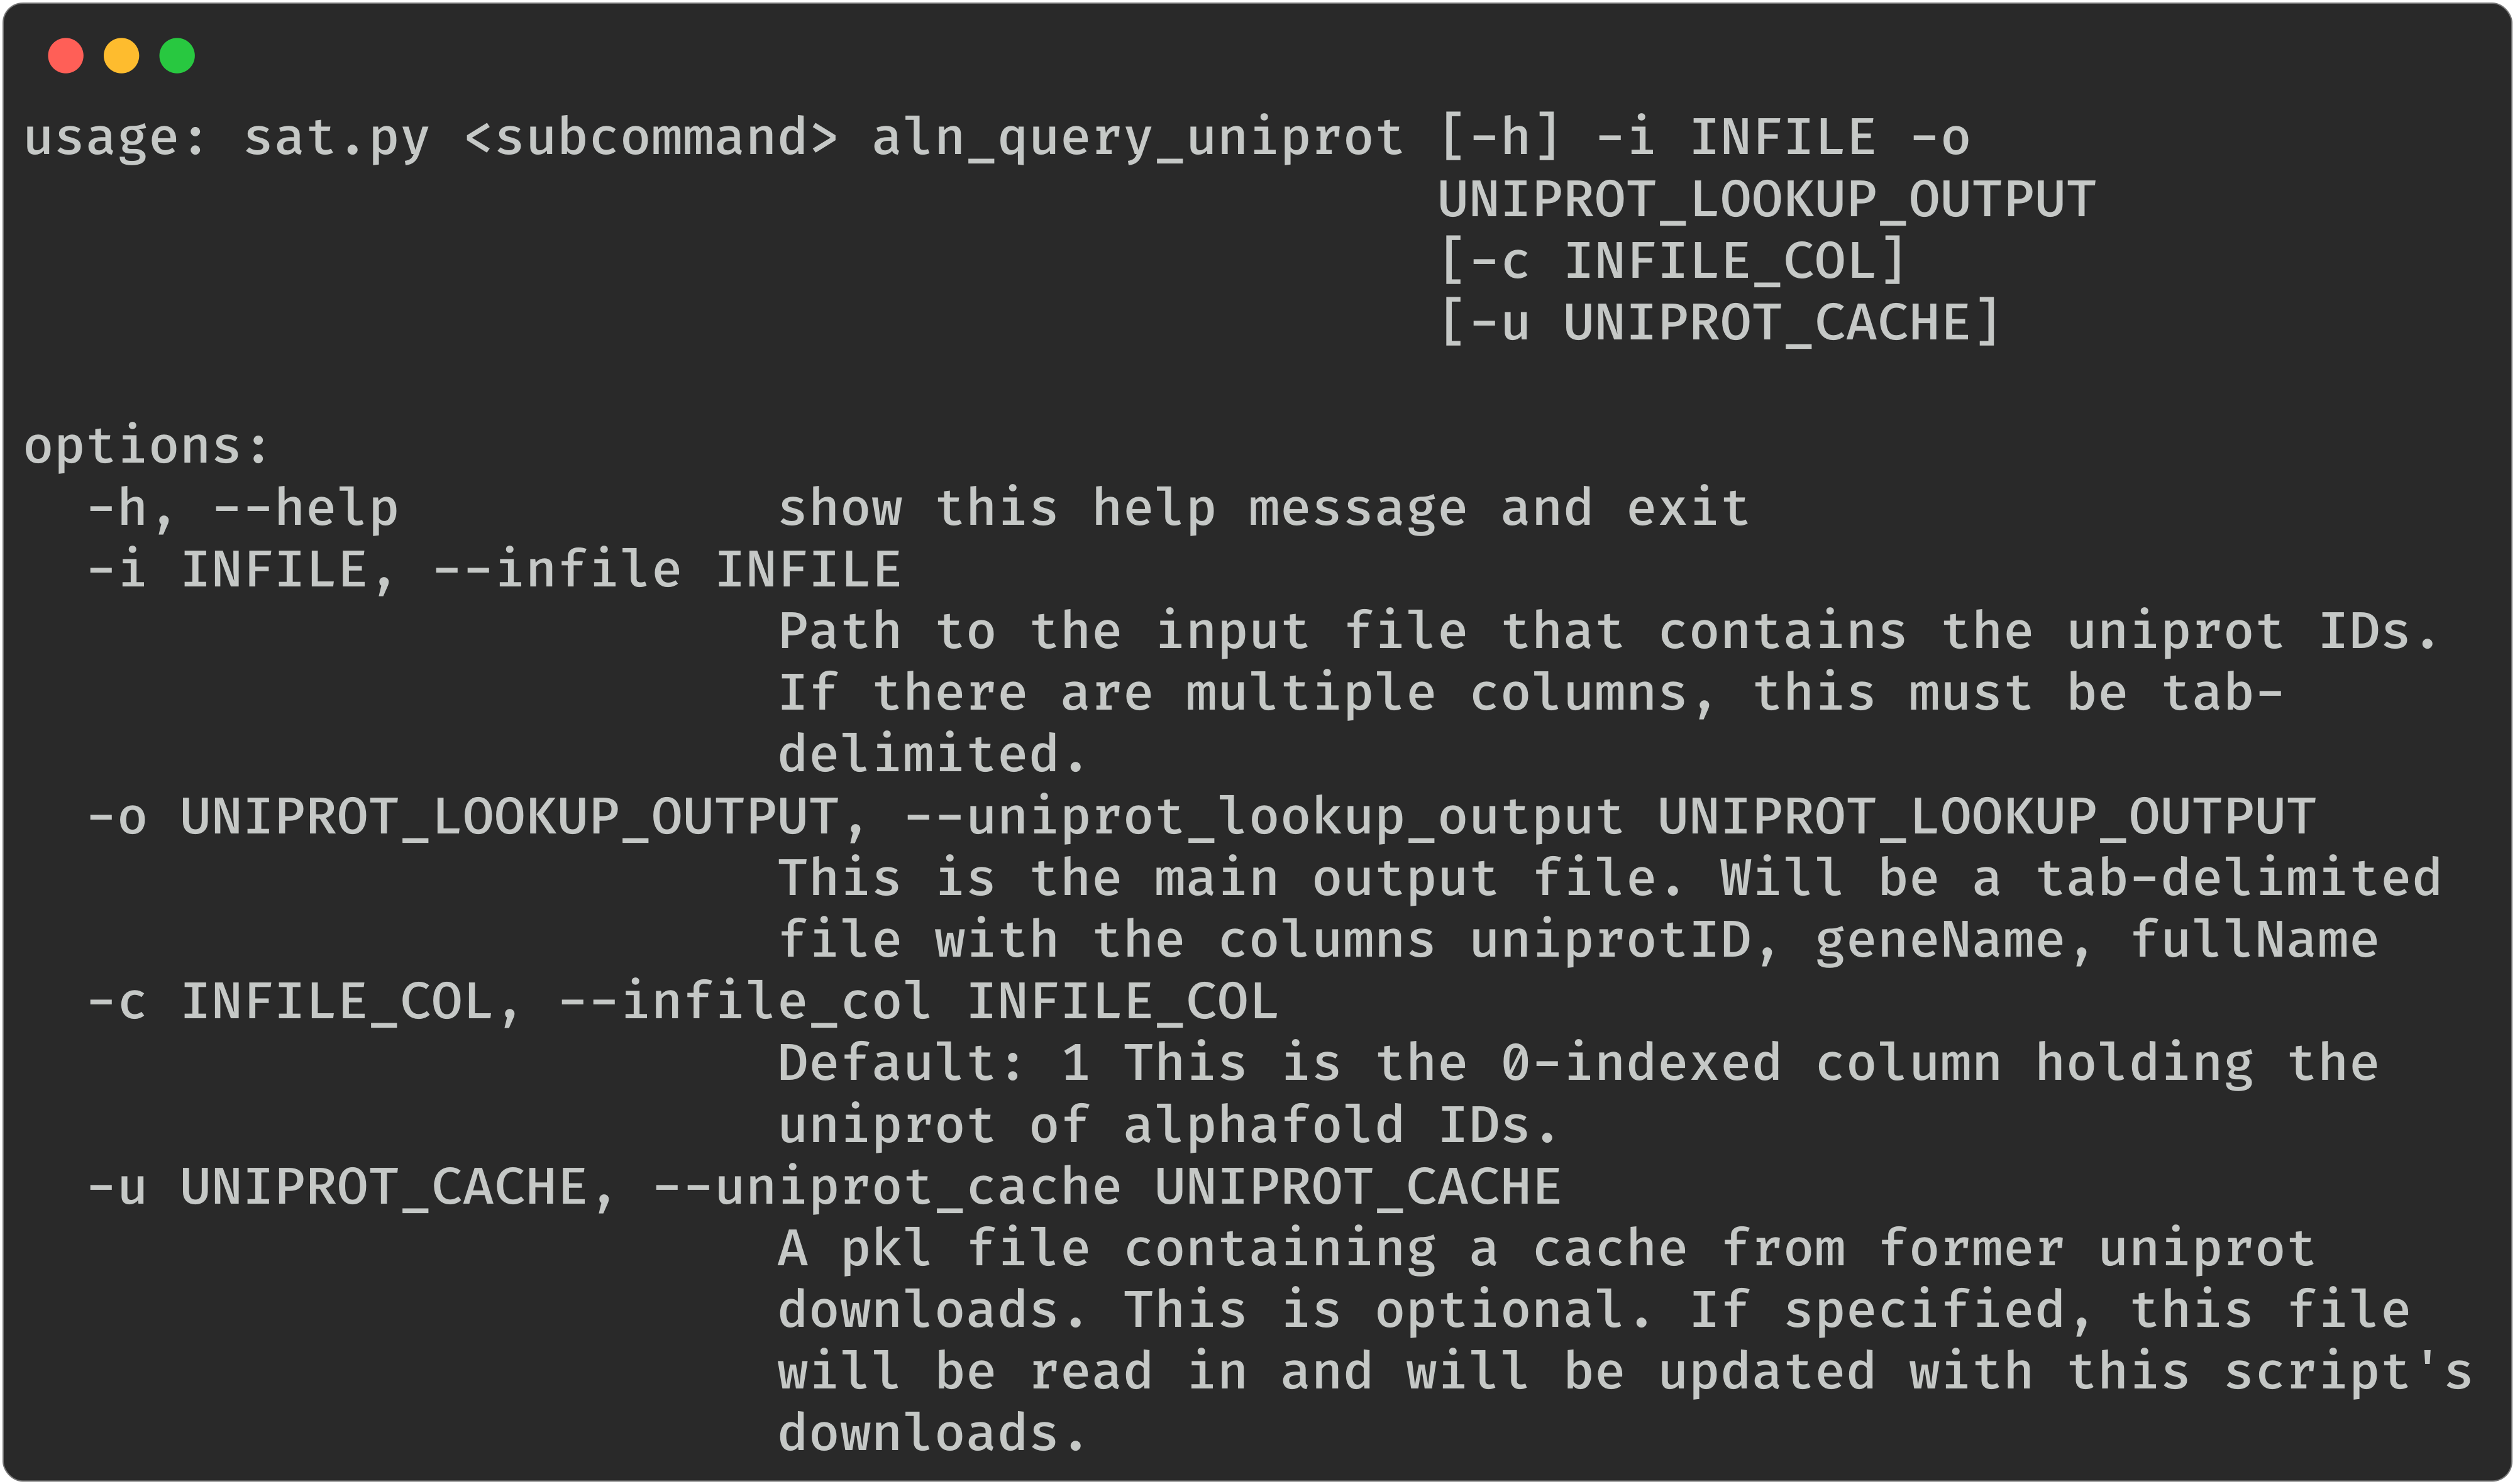 usage: sat.py <subcommand> aln_query_uniprot [-h] -i INFILE -o
UNIPROT_LOOKUP_OUTPUT
[-c INFILE_COL]
[-u UNIPROT_CACHE]
options:
-h, --help show this help message and exit
-i INFILE, --infile INFILE
Path to the input file that contains the uniprot IDs.
If there are multiple columns, this must be tab-
delimited.
-o UNIPROT_LOOKUP_OUTPUT, --uniprot_lookup_output UNIPROT_LOOKUP_OUTPUT
This is the main output file. Will be a tab-delimited
file with the columns uniprotID, geneName, fullName
-c INFILE_COL, --infile_col INFILE_COL
Default: 1 This is the 0-indexed column holding the
uniprot of alphafold IDs.
-u UNIPROT_CACHE, --uniprot_cache UNIPROT_CACHE
A pkl file containing a cache from former uniprot
downloads. This is optional. If specified, this file
will be read in and will be updated with this script's
downloads.